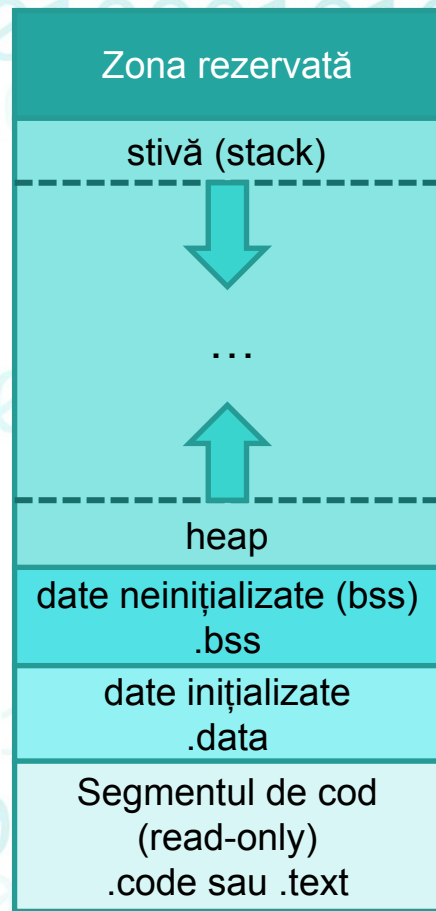 Zona rezervată
stivă (stack)
...
heap
date neinițializate (bss)
.bss
date inițializate
.data
Segmentul de cod
(read-only)
.code sau .text